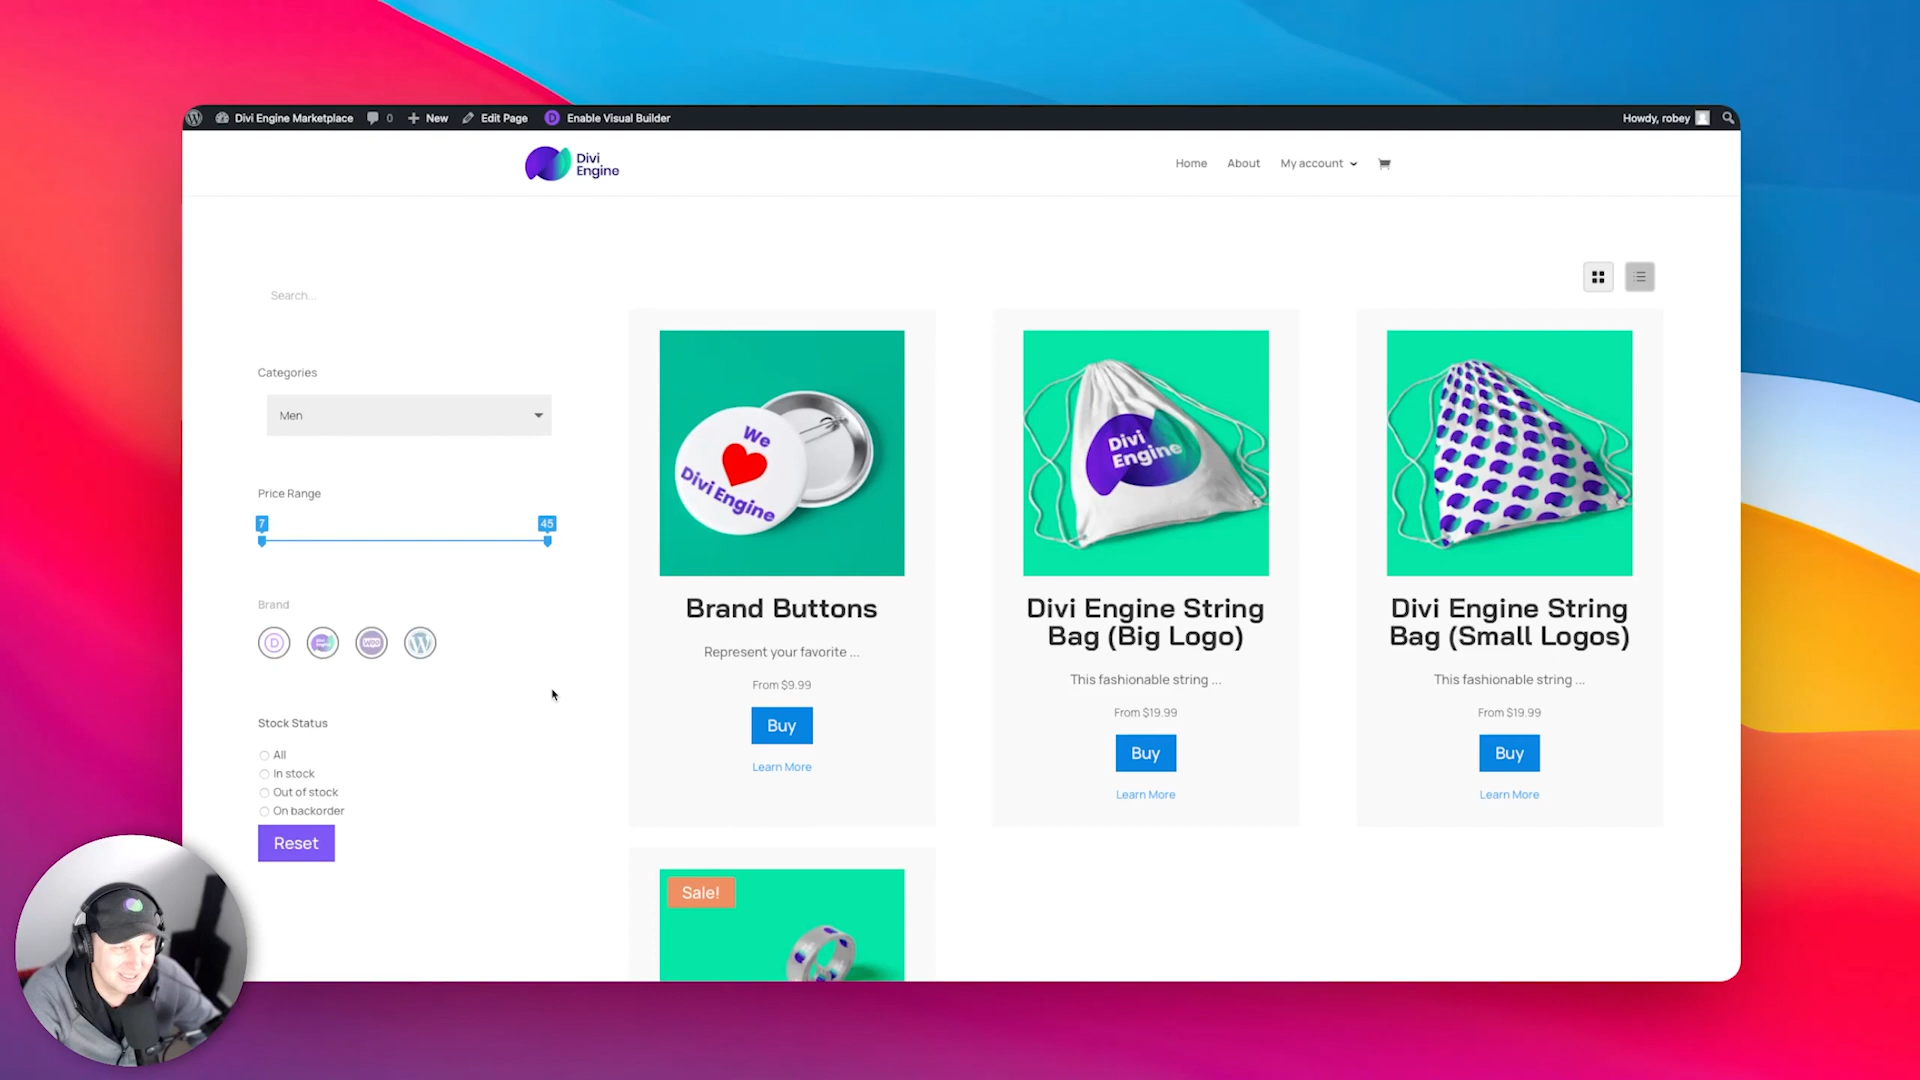 Divi Engine Marketplace 0 New Edit Page Enable Visual Builder Howdy, robey
Divi
Engine
Home About My account
Search...
Categories
Men
Price Range
7 45
Brand
Stock Status
All
In stock
Out of stock
On backorder
Reset
We
Divi Engine
Brand Buttons
Represent your favorite ...
From $9.99
Buy
Learn More
Divi
Engine
Divi Engine String
Bag (Big Logo)
This fashionable string ...
From $19.99
Buy
Learn More
Divi Engine String
Bag (Small Logos)
This fashionable string ...
From $19.99
Buy
Learn More
Sale!